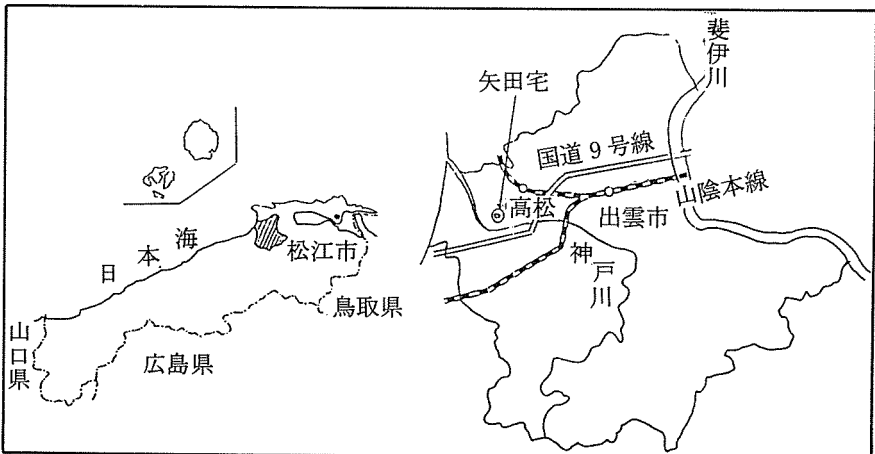 日本海
松江市
鳥取県
広島県
山口県
斐伊川
矢田宅
国道9号線
山陰本線
高松
出雲市
神戸川